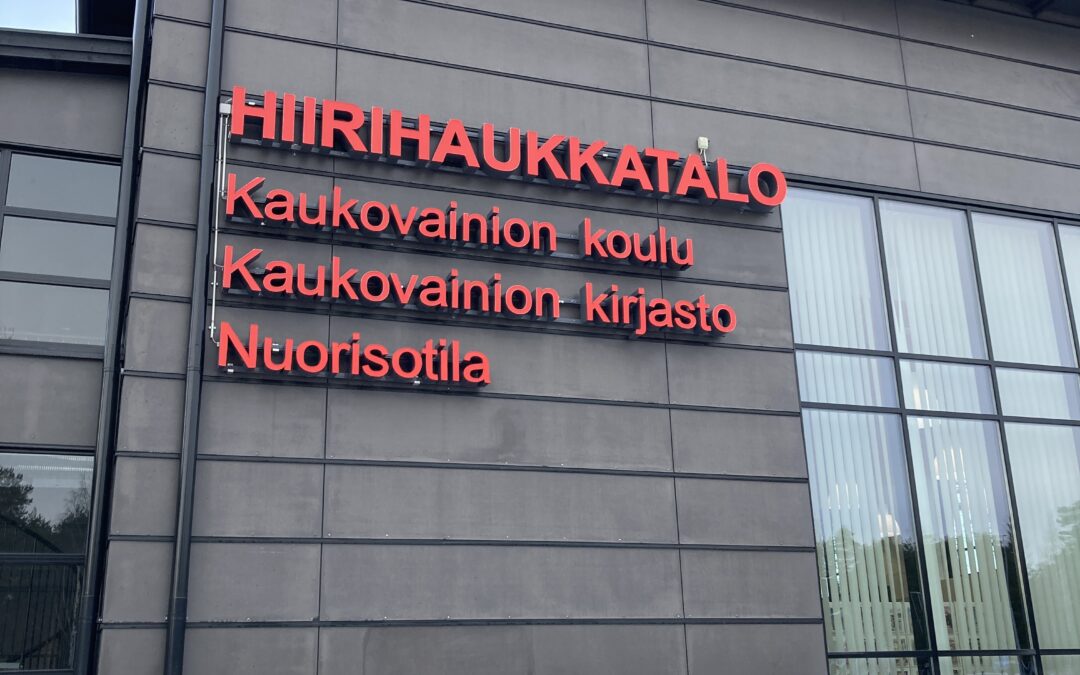 HIIRIHAUKKATALO
Kaukovainion koulu
Kaukovainion kirjasto
Nuorisotila